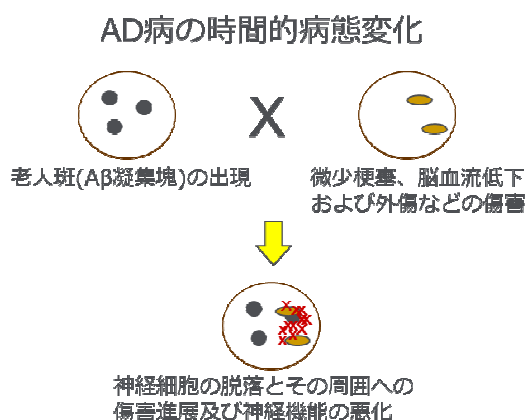 AD病の時間的病態変化
X
老人斑(Aβ凝集塊)の出現
微少梗塞、脳血流低下
および外傷などの傷害
神経細胞の脱落とその周囲への
傷害進展及び神経機能の悪化